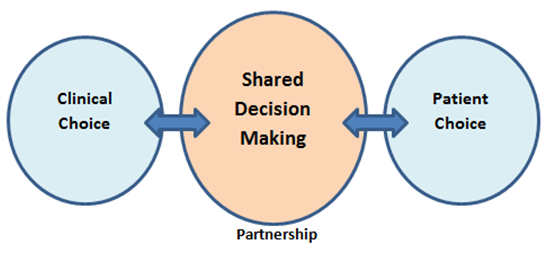 Clinical
Choice
Shared
Decision
Making
Patient
Choice
Partnership